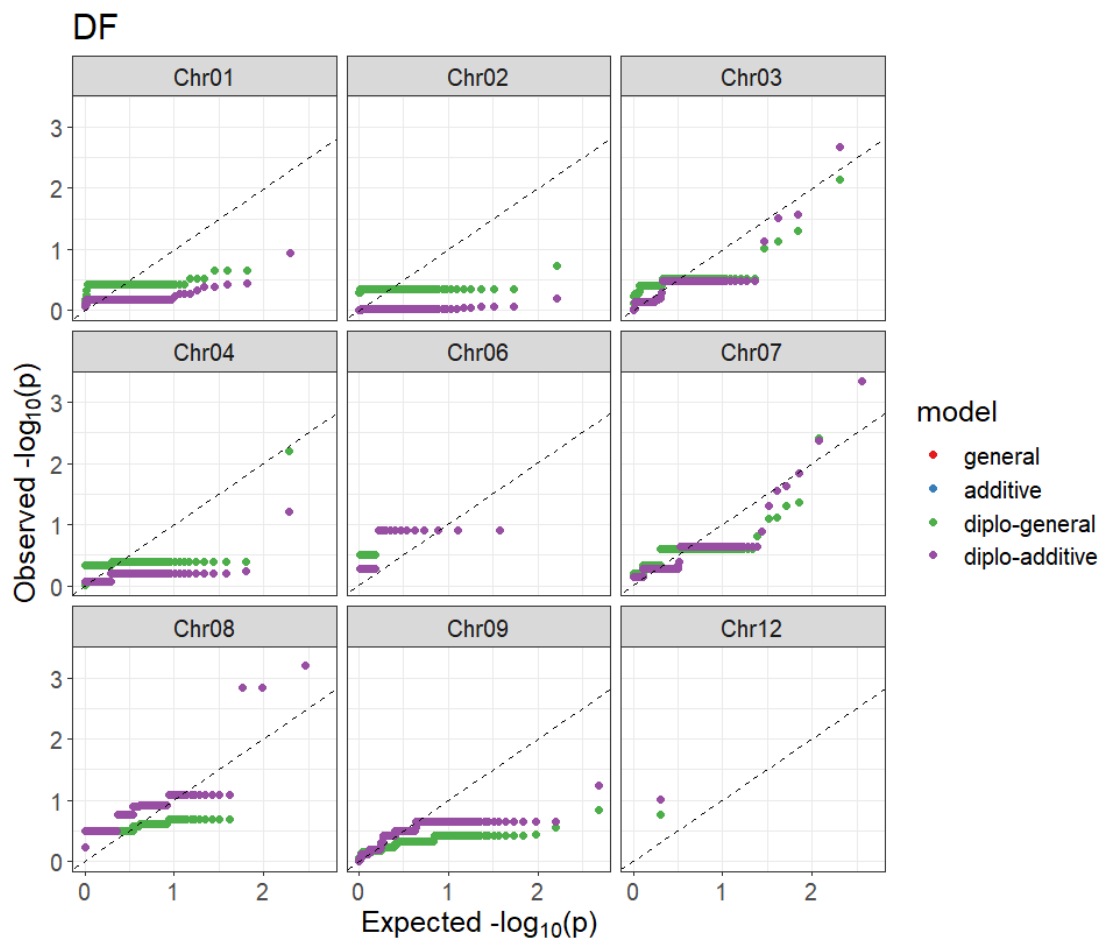 DF
Chr01 Chr02 Chr03
3
2
1
0
Chr04 Chr06 Chr07
3
2
1
0
Chr08 Chr09 Chr12
3
2
1
0
0 1 2 0 1 2 0 1 2
Observed -log₁₀(p)
Expected -log₁₀(p)
model
general
additive
diplo-general
diplo-additive